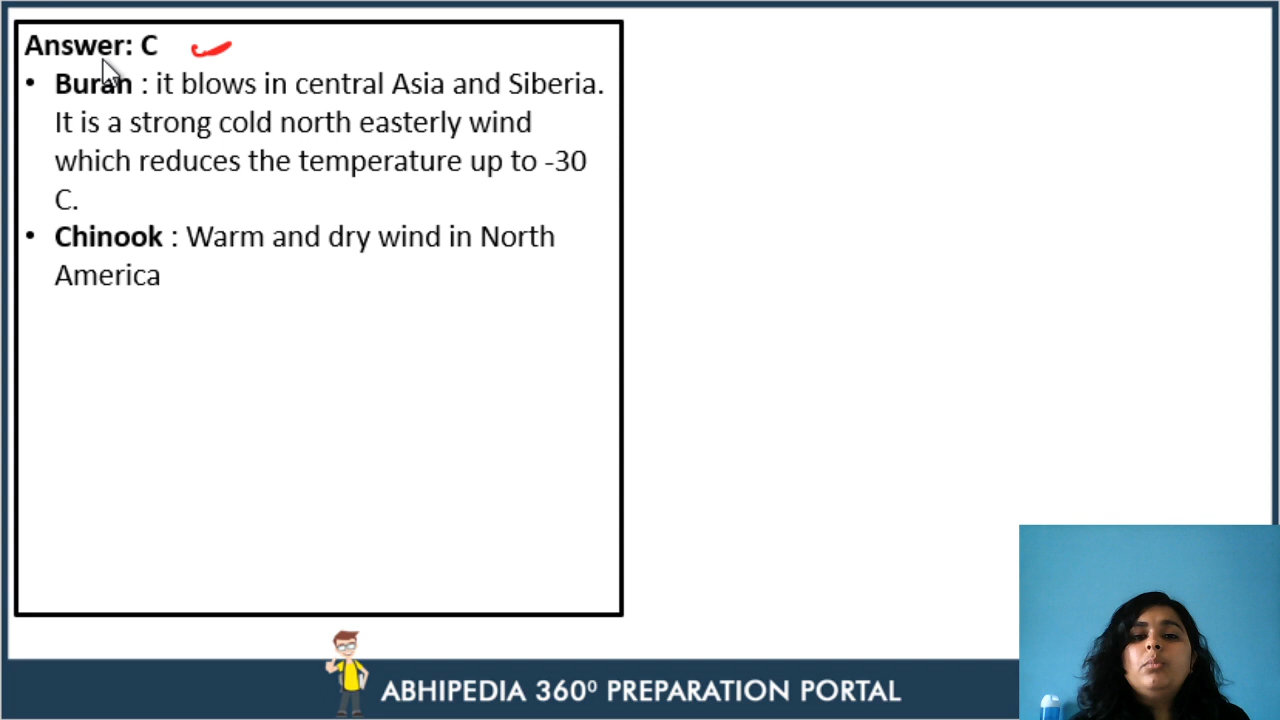 Answer: C
• Buran : it blows in central Asia and Siberia.
It is a strong cold north easterly wind
which reduces the temperature up to -30
C.
• Chinook : Warm and dry wind in North
America
ABHIPEDIA 360⁰ PREPARATION PORTAL